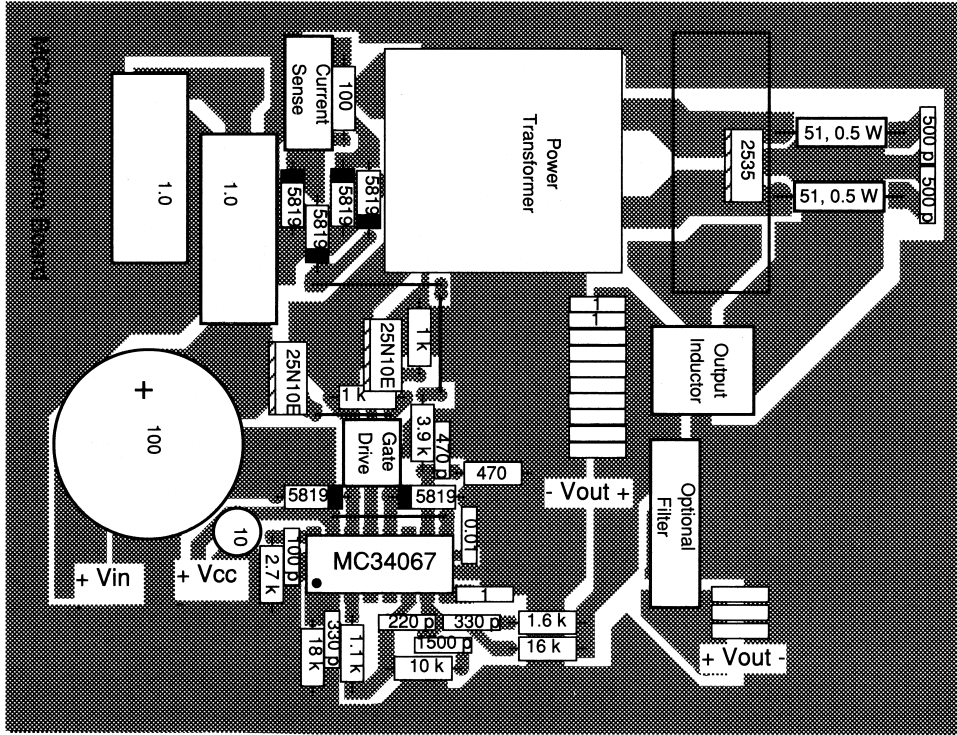 MC34067 Demo Board
1.0
1.0
Current
Sense
100
5819
5819
5819
5819
Power
Transformer
2535
51, 0.5 W
51, 0.5 W
500 p
500 p
1
1
Output
Inductor
25N10E
25N10E
1 k
1 k
+
100
Gate
Drive
3.9 k
470 p
470
- Vout +
Optional
Filter
5819
5819
10
0.01
2.7 k
100 p
MC34067
+ Vin
+ Vcc
1
220 p
330 p
1.6 k
1500 p
16 k
10 k
18 k
330 p
1.1 k
+ Vout -